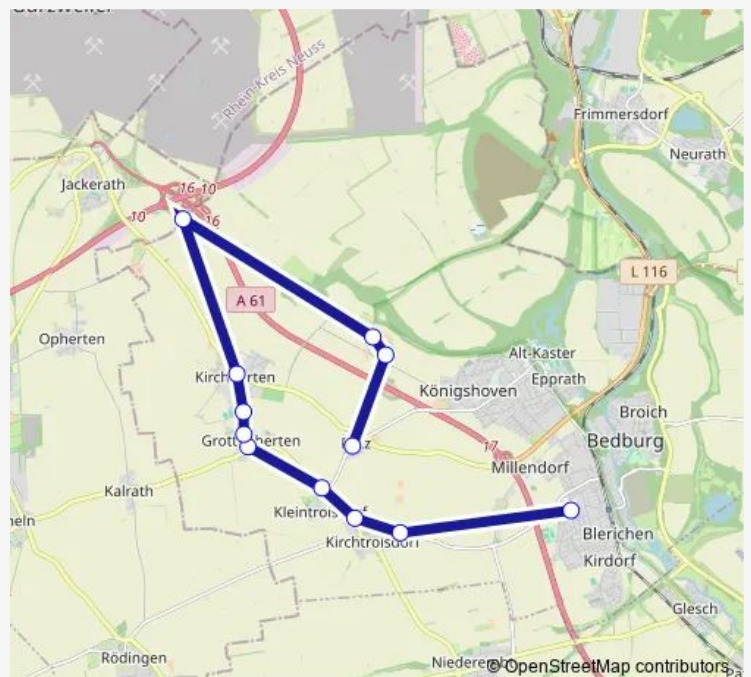 Rhein-Kreis Neuss
Frimmersdorf
Neurath
Jackerath
16
10
10
16
L 116
A 61
Opherten
Alt-Kaster
Epprath
Königshoven
Broich
Bedburg
17
Millendorf
Kalrath
Kirchtroisdorf
Blerichen
Kirdorf
Glesch
Rödingen
© OpenStreetMap contributors